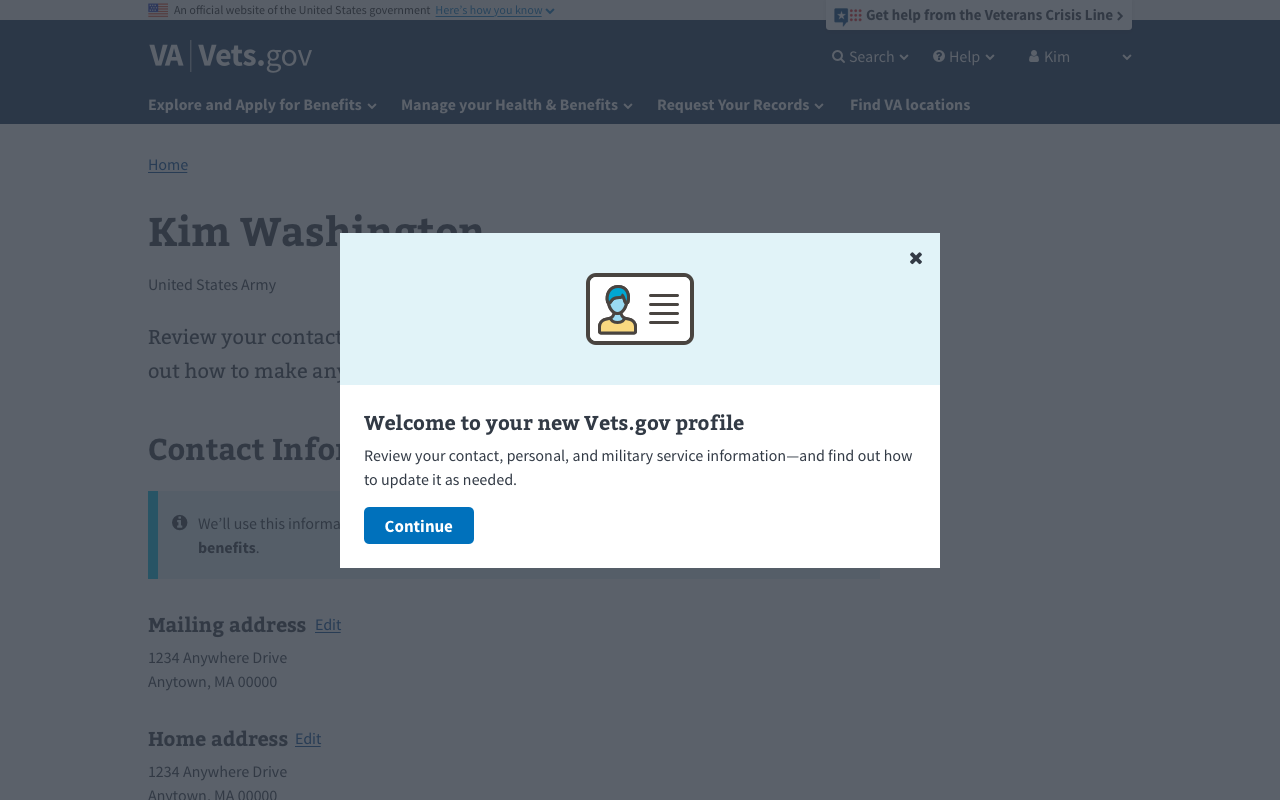 An official website of the United States government Here's how you know
Get help from the Veterans Crisis Line
VA Vets.gov
Search Help Kim
Explore and Apply for Benefits Manage your Health & Benefits Request Your Records Find VA locations
Home
Kim Washington
United States Army
Review your contact
out how to make any
Contact Infor
We'll use this informa
benefits.
Welcome to your new Vets.gov profile
Review your contact, personal, and military service information—and find out how
to update it as needed.
Continue
Mailing address Edit
1234 Anywhere Drive
Anytown, MA 00000
Home address Edit
1234 Anywhere Drive
Anytown, MA 00000